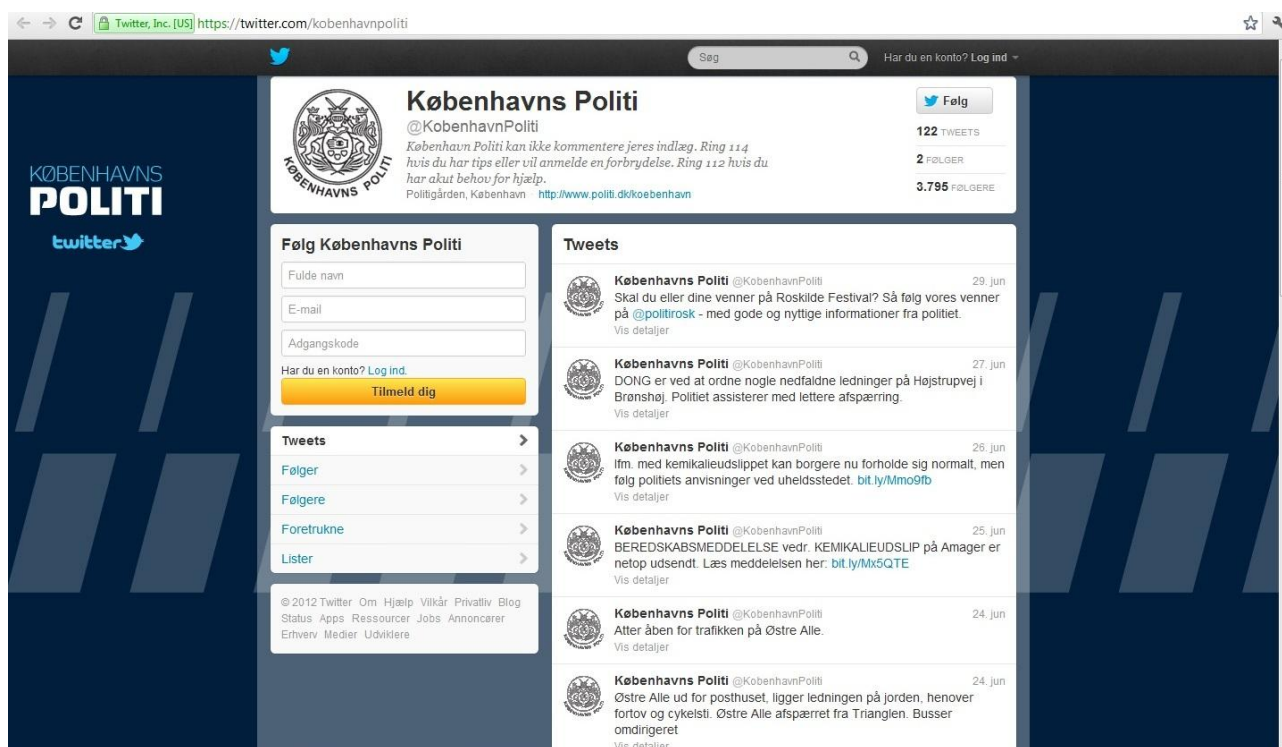 Twitter, Inc. [US] https://twitter.com/kobenhavnpoliti
Søg
Har du en konto? Log ind
KØBENHAVNS
POLITI
twitter
KØBENHAVNS POLITI
Københavns Politi
@KobenhavnPoliti
København Politi kan ikke kommentere jeres indlæg. Ring 114
hvis du har tips eller vil anmelde en forbrydelse. Ring 112 hvis du
har akut behov for hjælp.
Politigården, København http://www.politi.dk/koebenhavn
Følg
122 TWEETS
2 FØLGER
3.795 FØLGERE
Følg Københavns Politi
Fulde navn
E-mail
Adgangskode
Har du en konto? Log ind.
Tilmeld dig
Tweets
Følger
Følgere
Foretrukne
Lister
© 2012 Twitter Om Hjælp Vilkår Privatliv Blog
Status Apps Ressourcer Jobs Annoncører
Erhverv Medier Udviklere
Tweets
Københavns Politi @KobenhavnPoliti 29. jun
Skal du eller dine venner på Roskilde Festival? Så følg vores venner
på @politirosk - med gode og nyttige informationer fra politiet.
Vis detaljer
Københavns Politi @KobenhavnPoliti 27. jun
DONG er ved at ordne nogle nedfaldne ledninger på Højstrupvej i
Brønshøj. Politiet assisterer med lettere afspærring.
Vis detaljer
Københavns Politi @KobenhavnPoliti 26. jun
Ifm. med kemikalieudslippet kan borgere nu forholde sig normalt, men
følg politiets anvisninger ved uheldsstedet. bit.ly/Mmo9fb
Vis detaljer
Københavns Politi @KobenhavnPoliti 25. jun
BEREDSKABSMEDDELELSE vedr. KEMIKALIEUDSLIP på Amager er
netop udsendt. Læs meddelelsen her: bit.ly/Mx5QTE
Vis detaljer
Københavns Politi @KobenhavnPoliti 24. jun
Atter åben for trafikken på Østre Alle.
Vis detaljer
Københavns Politi @KobenhavnPoliti 24. jun
Østre Alle ud for posthuset, ligger ledningen på jorden, henover
fortov og cykelsti. Østre Alle afspærret fra Trianglen. Busser
omdirigeret
Vis detaljer